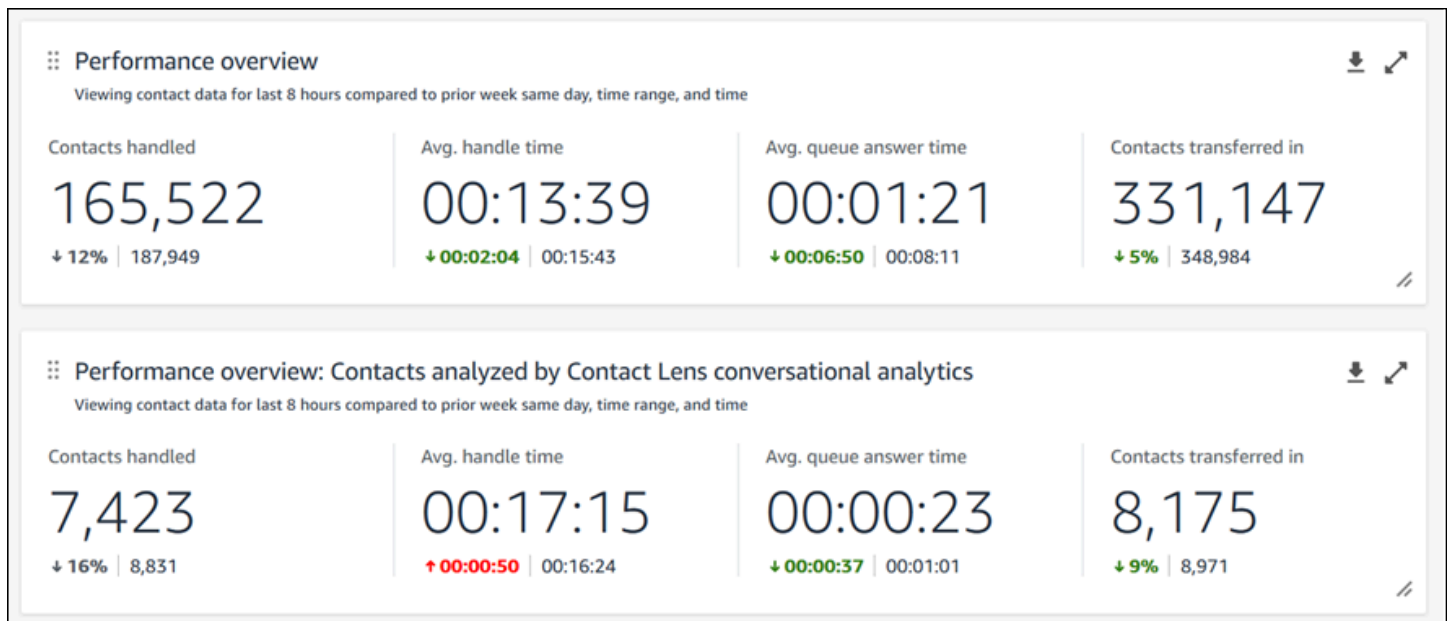 Performance overview
Viewing contact data for last 8 hours compared to prior week same day, time range, and time
Contacts handled
165,522
↓12% | 187,949
Avg. handle time
00:13:39
↓00:02:04 | 00:15:43
Avg. queue answer time
00:01:21
↓00:06:50 | 00:08:11
Contacts transferred in
331,147
↓5% | 348,984
Performance overview: Contacts analyzed by Contact Lens conversational analytics
Viewing contact data for last 8 hours compared to prior week same day, time range, and time
Contacts handled
7,423
↓16% | 8,831
Avg. handle time
00:17:15
↑00:00:50 | 00:16:24
Avg. queue answer time
00:00:23
↓00:00:37 | 00:01:01
Contacts transferred in
8,175
↓9% | 8,971